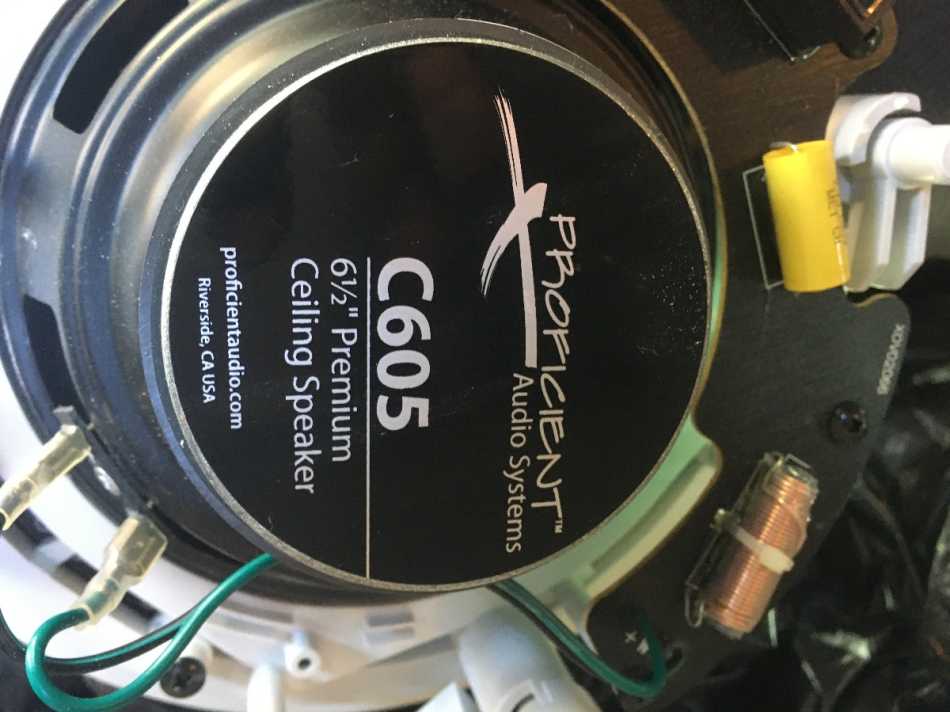 PROFICIENT™
Audio Systems
C605
6½" Premium
Ceiling Speaker
proficientaudio.com
Riverside, CA USA